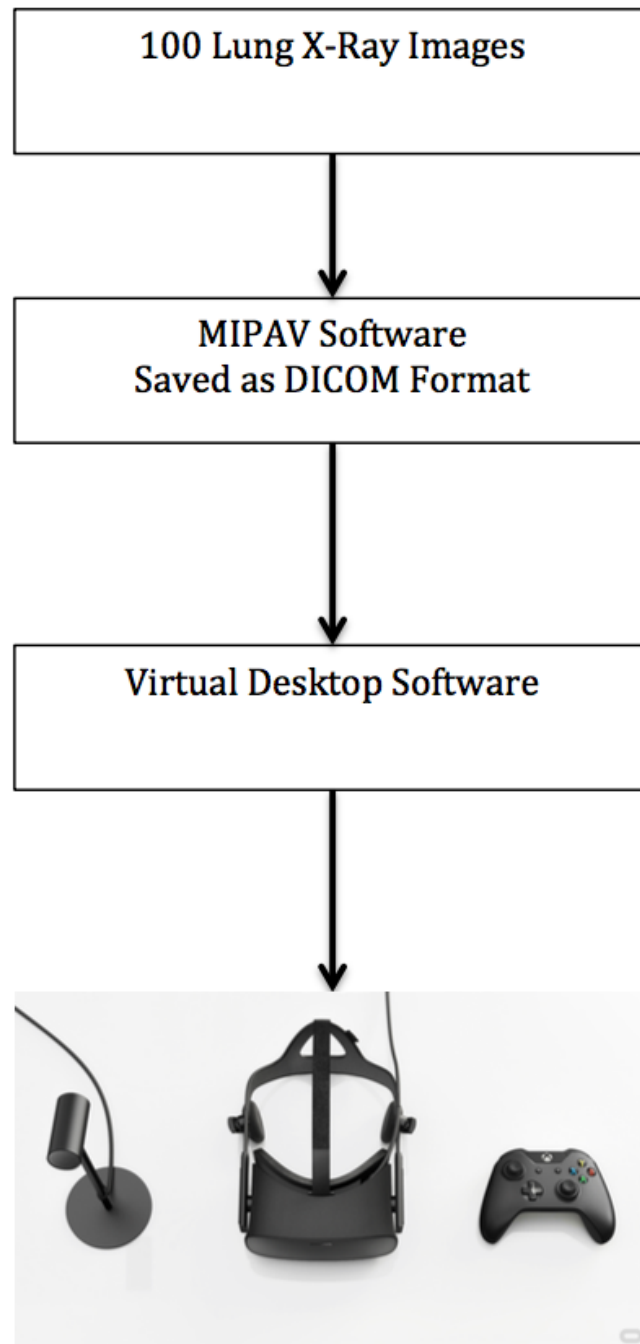 100 Lung X-Ray Images
MIPAV Software
Saved as DICOM Format
Virtual Desktop Software